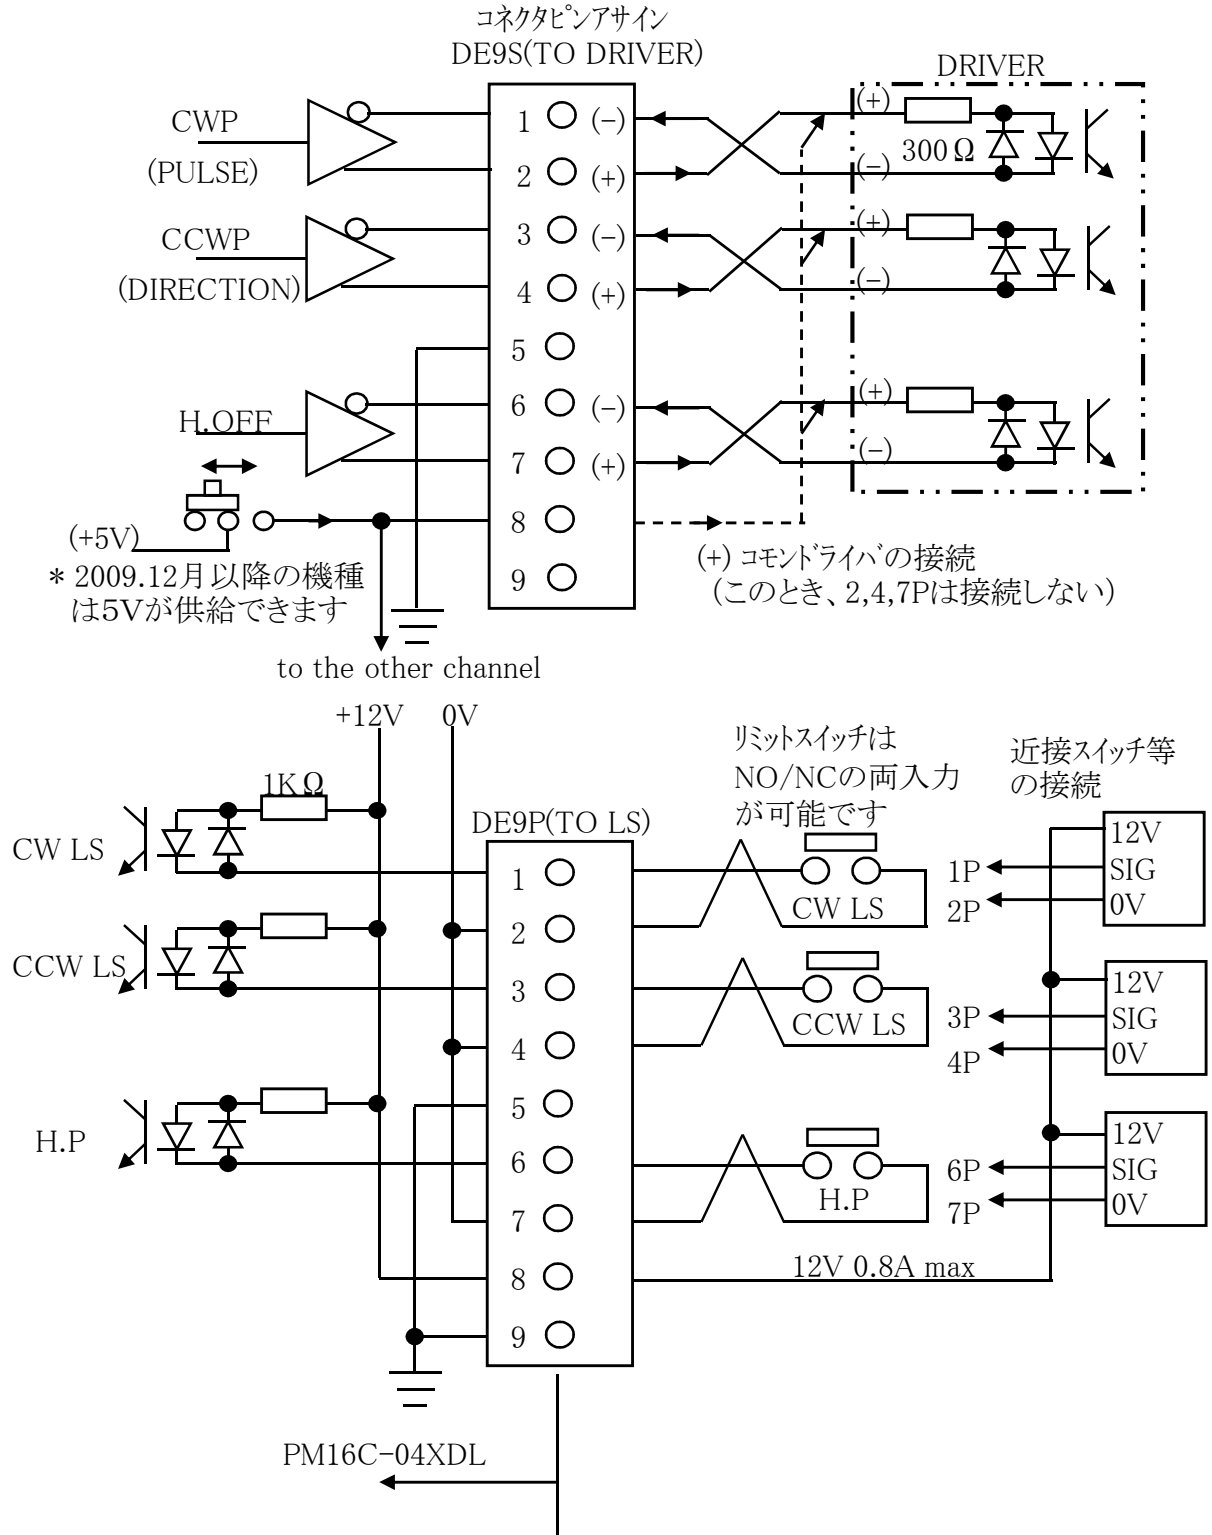 コネクタピンアサイン
DE9S(TO DRIVER)
DRIVER
CWP
(PULSE)
1 (-)
2 (+)
(+)
300Ω
(-)
CCWP
(DIRECTION)
3 (-)
4 (+)
(+)
(-)
5
H.OFF
6 (-)
7 (+)
(+)
(-)
8
9
(+5V)
* 2009.12月以降の機種
は5Vが供給できます
(+) コモンドライバの接続
(このとき、2,4,7Pは接続しない)
to the other channel
+12V 0V
リミットスイッチは
NO/NCの両入力
が可能です
近接スイッチ等
の接続
1KΩ
DE9P(TO LS)
CW LS
1
2
CW LS
1P
2P
12V
SIG
0V
CCW LS
3
4
CCW LS
3P
4P
12V
SIG
0V
5
H.P
6
7
H.P
6P
7P
12V
SIG
0V
8
12V 0.8A max
9
PM16C-04XDL